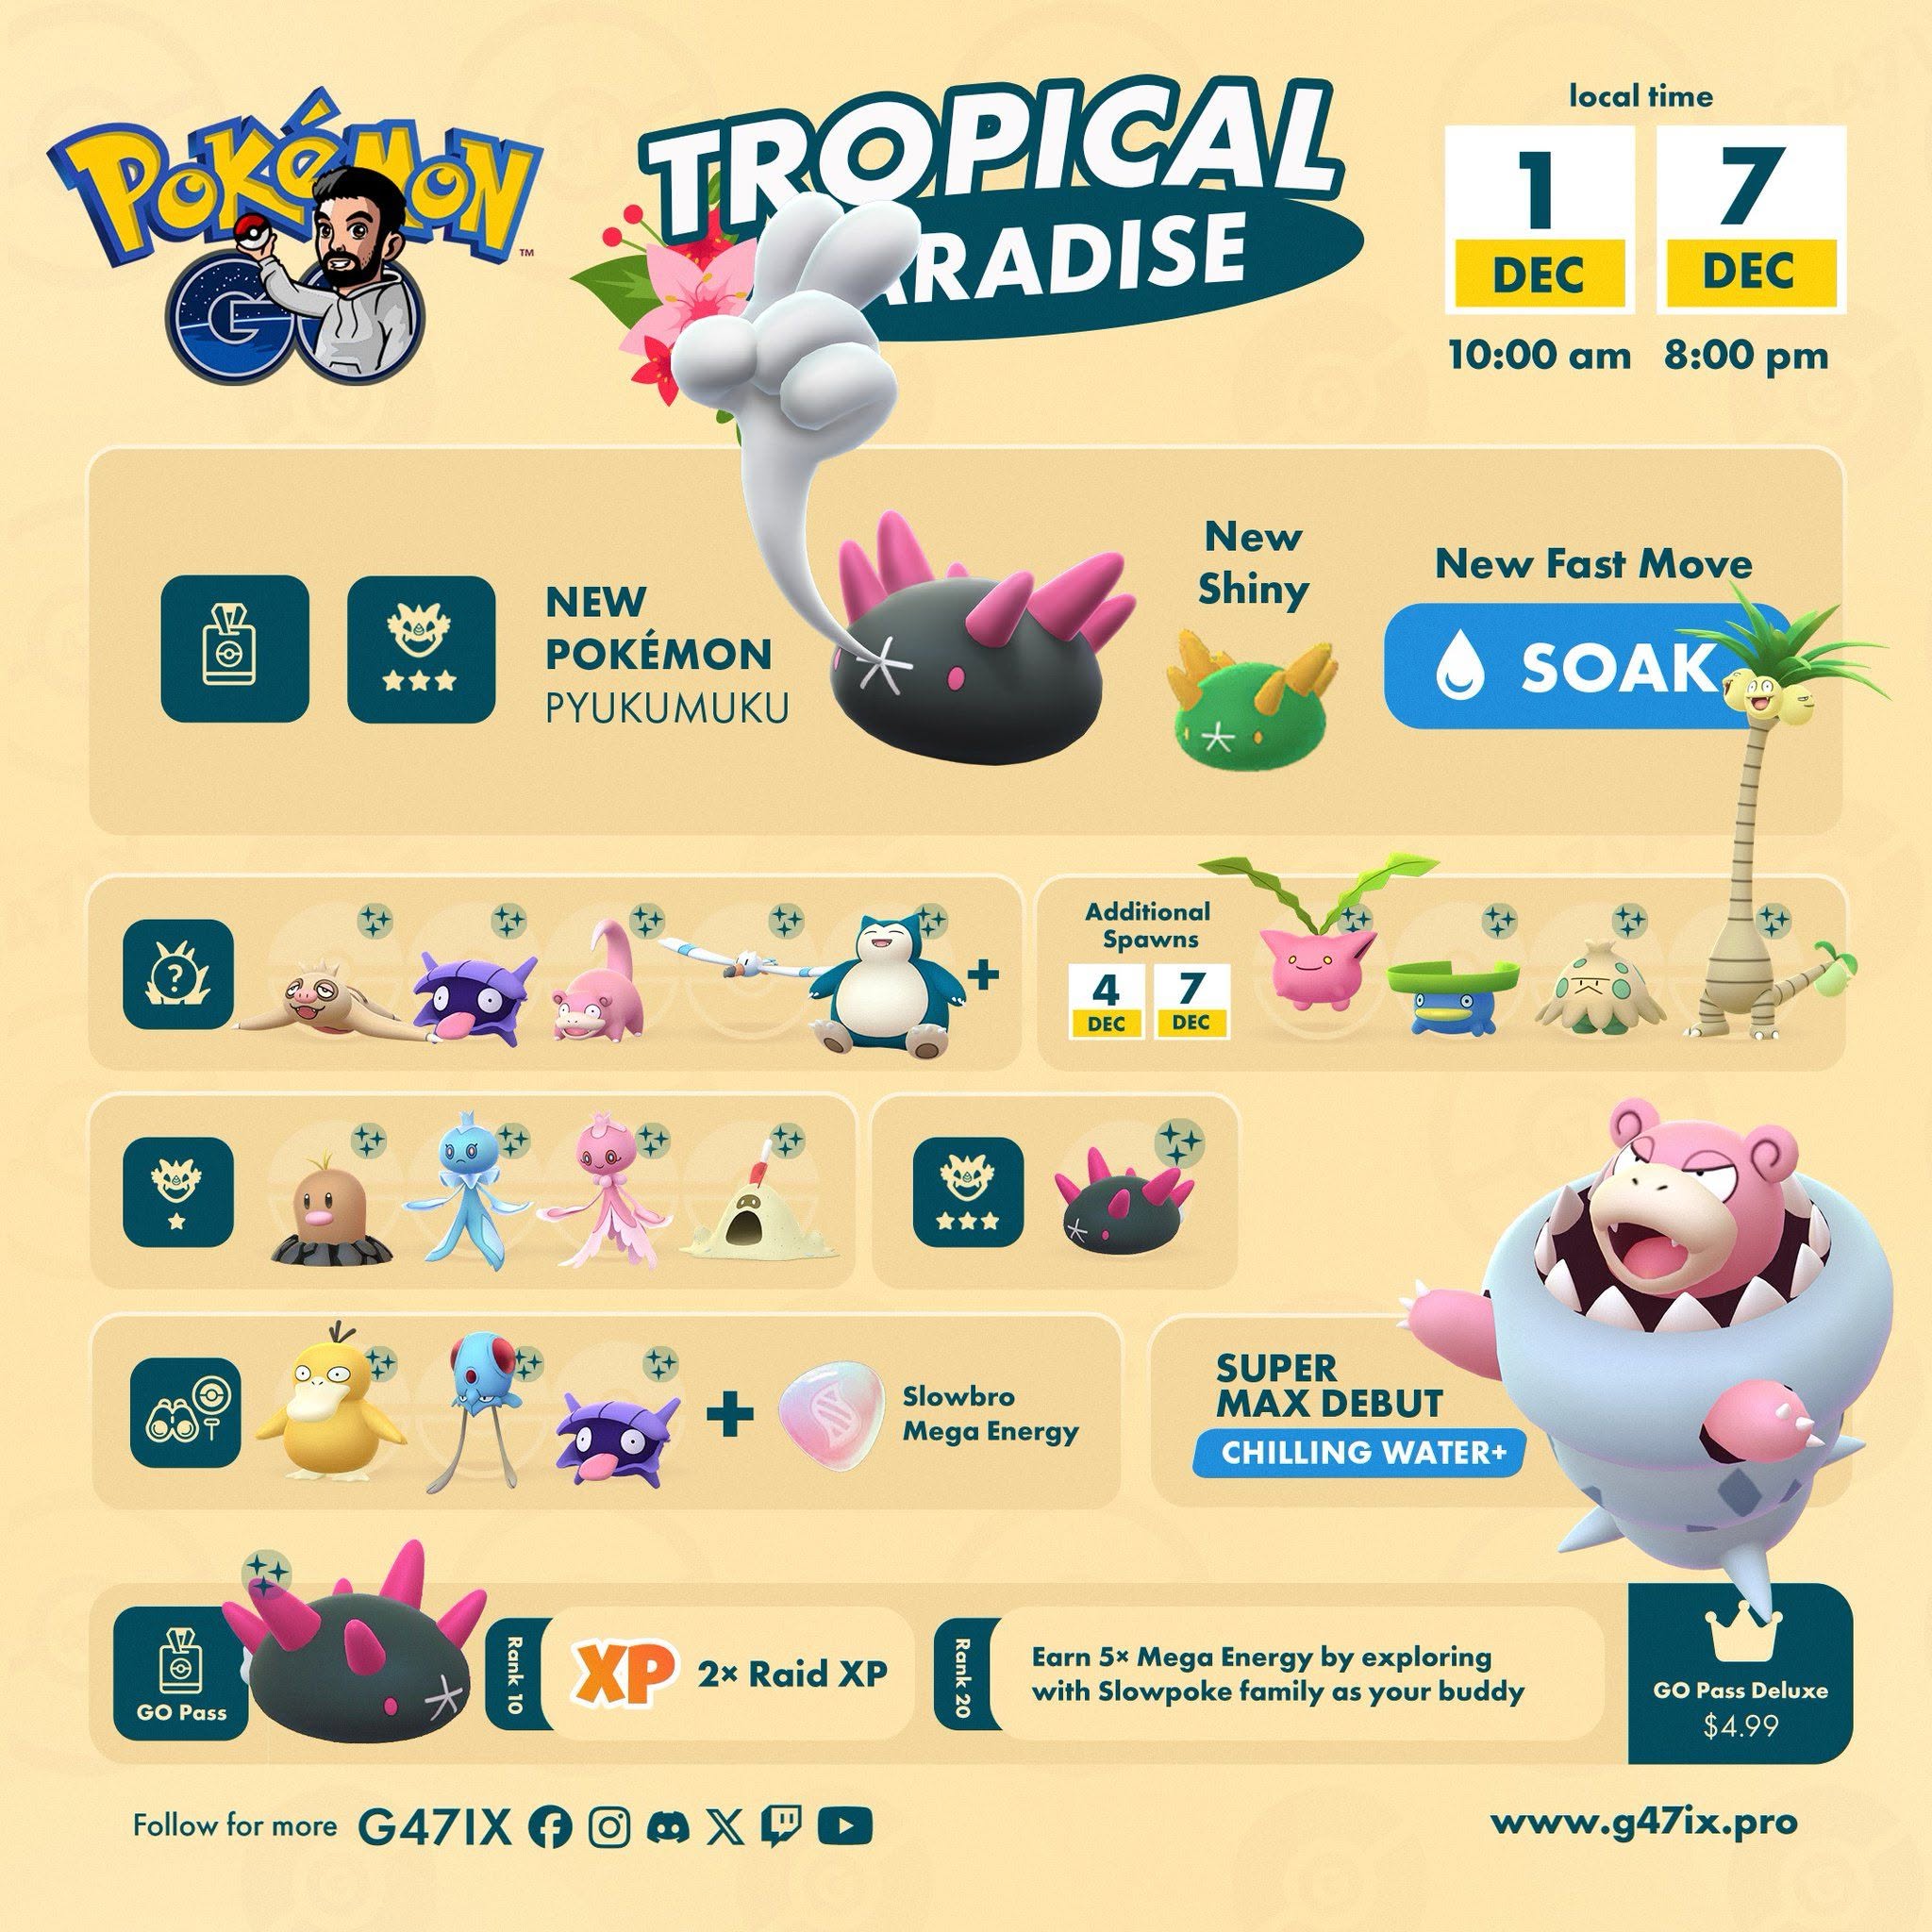 POKÉMON
GO
™
TROPICAL
PARADISE
local time
1
DEC
7
DEC
10:00 am
8:00 pm
NEW
POKÉMON
PYUKUMUKU
New
Shiny
New Fast Move
SOAK
?
+
Additional
Spawns
4
DEC
7
DEC
+
Slowbro
Mega Energy
SUPER
MAX DEBUT
CHILLING WATER+
GO Pass
Rank 10
XP
2× Raid XP
Rank 20
Earn 5× Mega Energy by exploring
with Slowpoke family as your buddy
GO Pass Deluxe
$4.99
Follow for more
G47IX
www.g47ix.pro